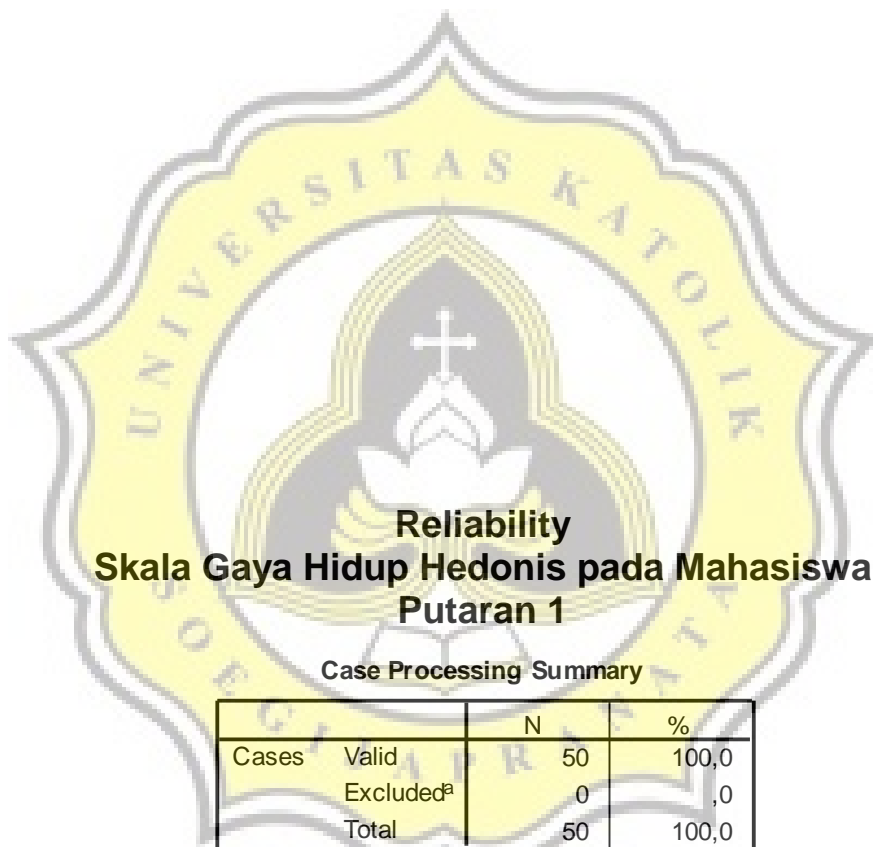 UNIVERSITAS KATOLIK
SOEGIJAPRANATA
Reliability
Skala Gaya Hidup Hedonis pada Mahasiswa
Putaran 1
Case Processing Summary
N %
Cases Valid 50 100,0
Excludedᵃ 0 ,0
Total 50 100,0